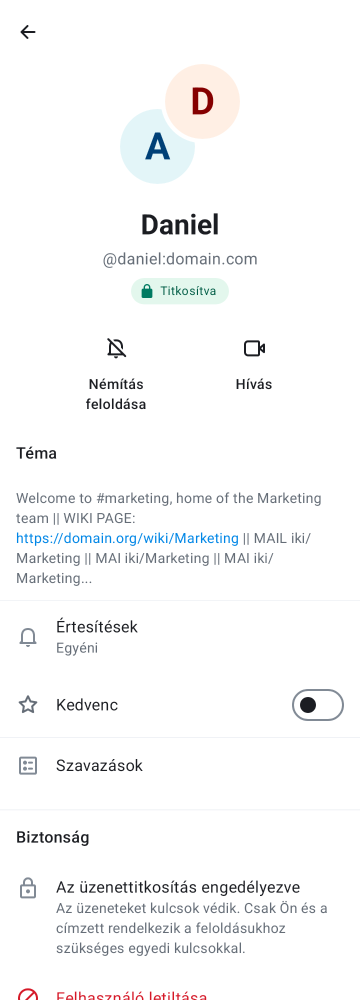 D
A
Daniel
@daniel:domain.com
Titkosítva
Némítás
feloldása
Hívás
Téma
Welcome to #marketing, home of the Marketing
team || WIKI PAGE:
https://domain.org/wiki/Marketing || MAIL iki/
Marketing || MAI iki/Marketing || MAI iki/
Marketing...
Értesítések
Egyéni
Kedvenc
Szavazások
Biztonság
Az üzenettitkosítás engedélyezve
Az üzeneteket kulcsok védik. Csak Ön és a
címzett rendelkezik a feloldásukhoz
szükséges egyedi kulcsokkal.
Felhasználó letiltása